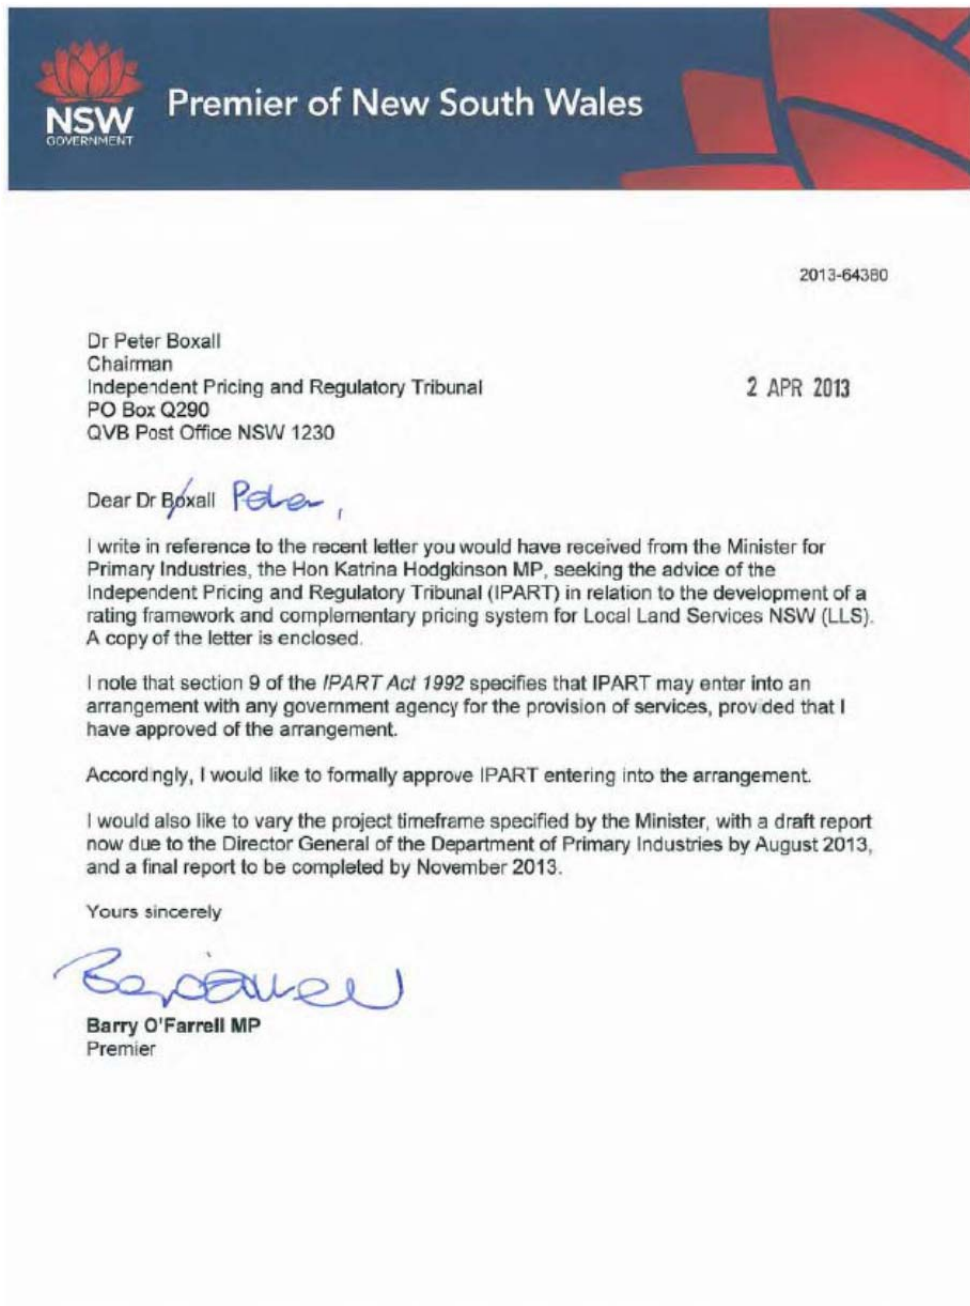 NSW
GOVERNMENT
Premier of New South Wales
2013-64380
Dr Peter Boxall
Chairman
Independent Pricing and Regulatory Tribunal
PO Box Q290
QVB Post Office NSW 1230
2 APR 2013
Dear Dr Boxall Peter,
I write in reference to the recent letter you would have received from the Minister for
Primary Industries, the Hon Katrina Hodgkinson MP, seeking the advice of the
Independent Pricing and Regulatory Tribunal (IPART) in relation to the development of a
rating framework and complementary pricing system for Local Land Services NSW (LLS).
A copy of the letter is enclosed.
I note that section 9 of the IPART Act 1992 specifies that IPART may enter into an
arrangement with any government agency for the provision of services, provided that I
have approved of the arrangement.
Accordingly, I would like to formally approve IPART entering into the arrangement.
I would also like to vary the project timeframe specified by the Minister, with a draft report
now due to the Director General of the Department of Primary Industries by August 2013,
and a final report to be completed by November 2013.
Yours sincerely
Barry O'Farrell MP
Premier